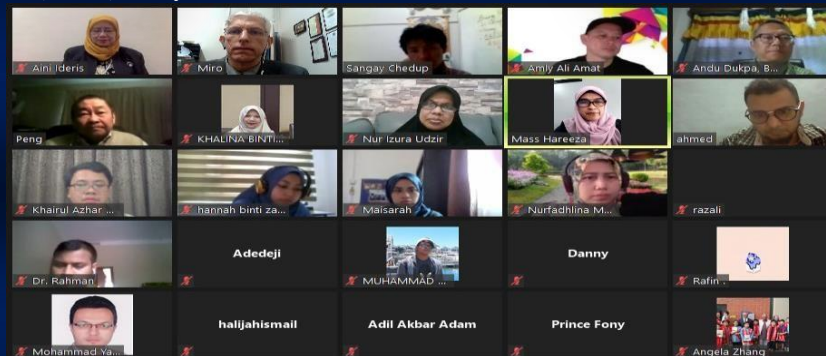 Aini Ideris
Miro
Sangay Chedup
Amly Ali Amat
Andu Dukpa, B...
Peng
KHALINA BINTI...
Nur Izura Udzir
Mass Hareeza
ahmed
Khairul Azhar ...
hannah binti za...
Maisarah
Nurfadhlina M...
razali
Dr. Rahman
Adedeji
MUHAMMAD ...
Danny
Rafin .
Mohammad Ya...
halijahismail
Adil Akbar Adam
Prince Fony
Angela Zhang